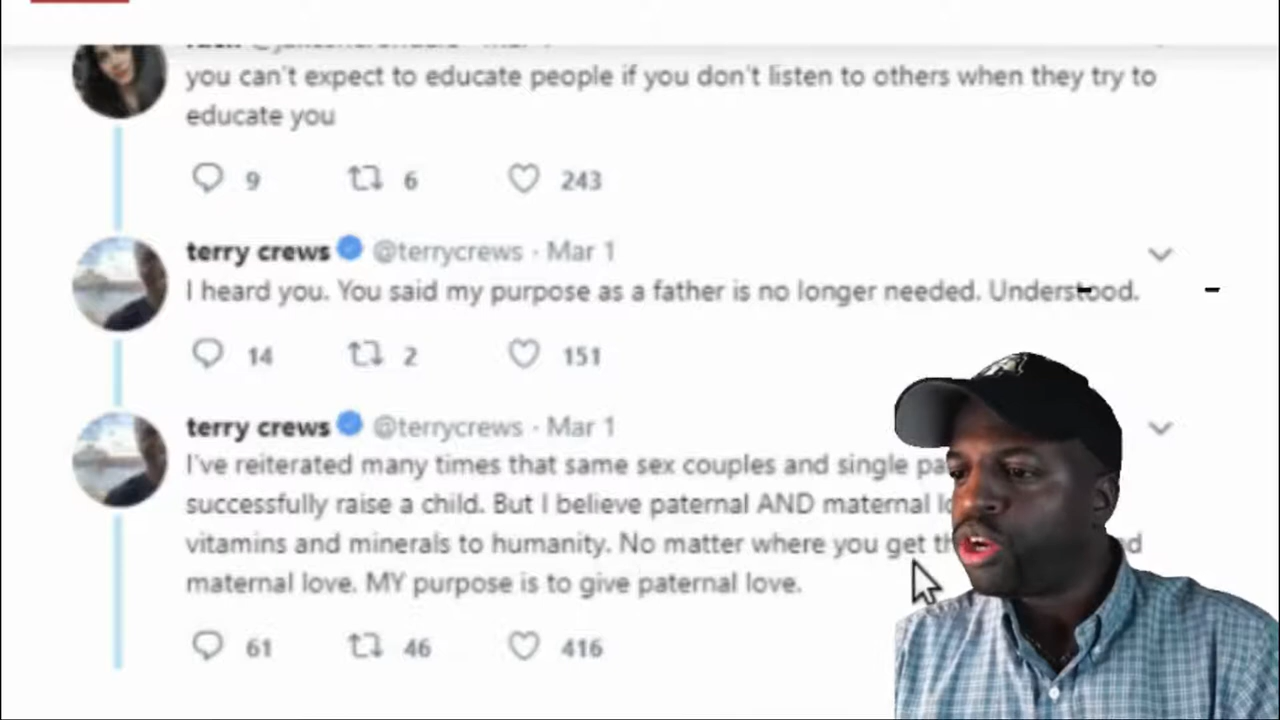 you can't expect to educate people if you don't listen to others when they try to
educate you
9 6 243
terry crews @terrycrews · Mar 1
I heard you. You said my purpose as a father is no longer needed. Understood.
14 2 151
terry crews @terrycrews · Mar 1
I've reiterated many times that same sex couples and single
successfully raise a child. But I believe paternal AND maternal
vitamins and minerals to humanity. No matter where you get
maternal love. MY purpose is to give paternal love.
61 46 416